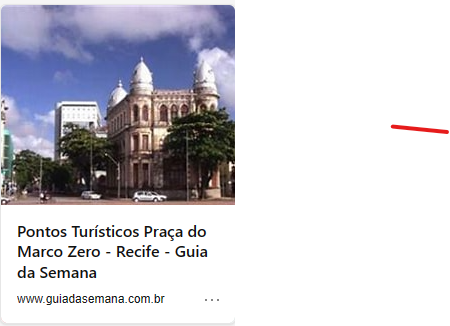 Pontos Turísticos Praça do
Marco Zero - Recife - Guia
da Semana
www.guiadasemana.com.br